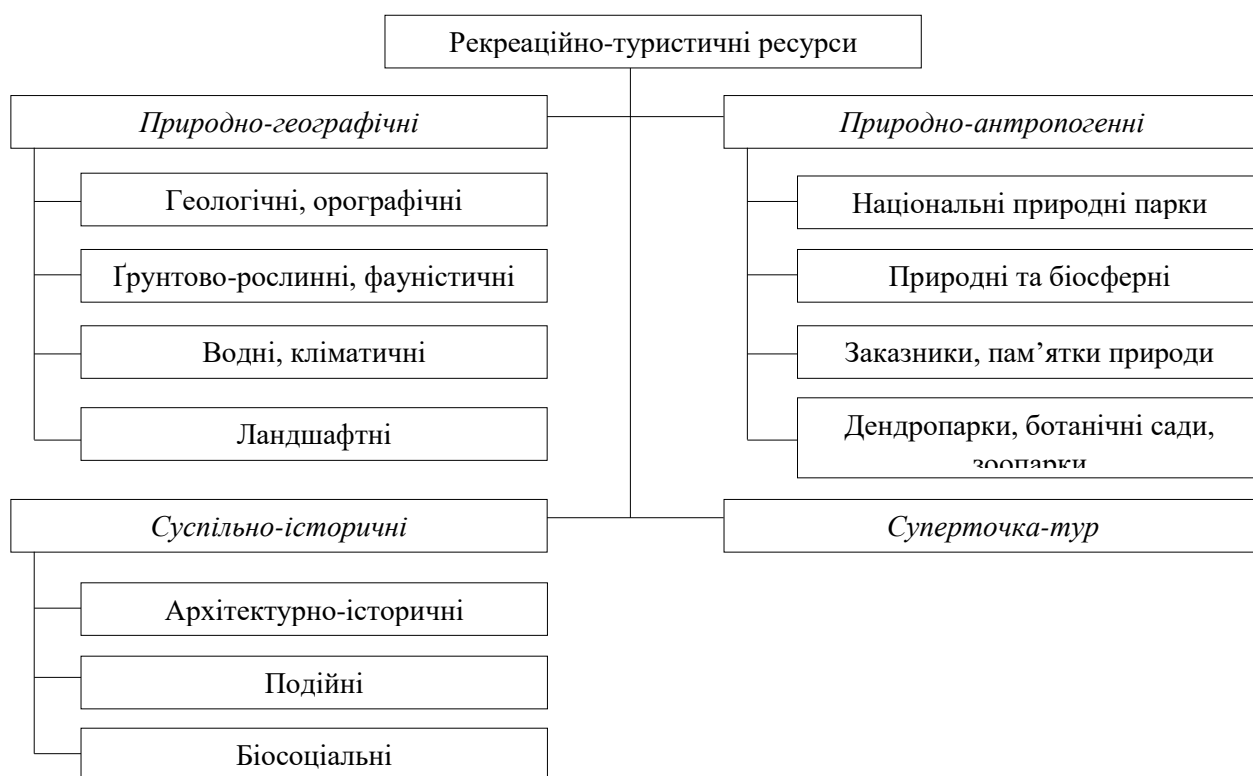 Рекреаційно-туристичні ресурси
Природно-географічні
Геологічні, орографічні
Ґрунтово-рослинні, фауністичні
Водні, кліматичні
Ландшафтні
Природно-антропогенні
Національні природні парки
Природні та біосферні
Заказники, пам’ятки природи
Дендропарки, ботанічні сади,
зоопарки
Суспільно-історичні
Архітектурно-історичні
Подійні
Біосоціальні
Суперточка-тур